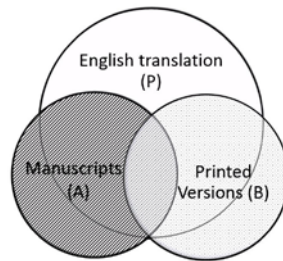 English translation
(P)
Manuscripts
(A)
Printed
Versions (B)